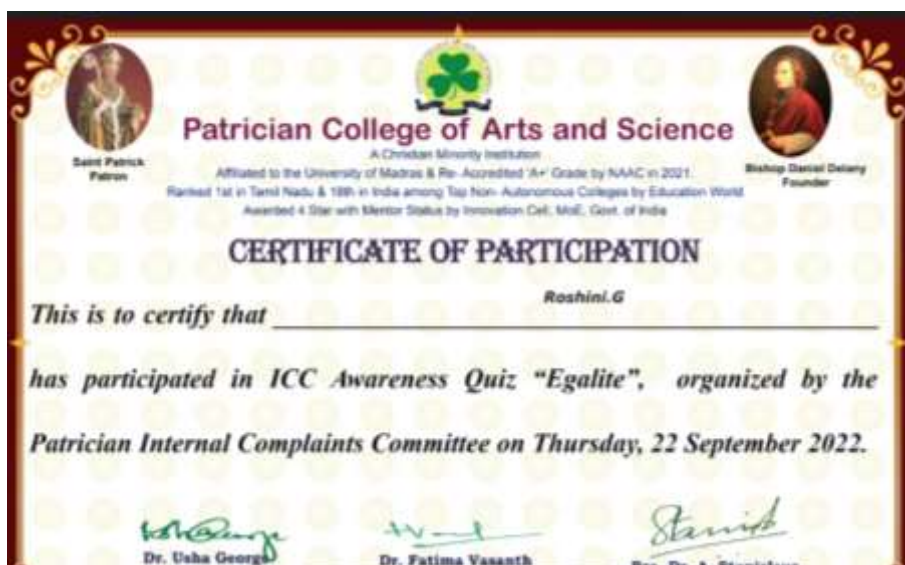 Patrician College of Arts and Science
A Christian Minority Institution
Affiliated to the University of Madras & Re- Accredited 'A+' Grade by NAAC in 2021.
Ranked 1st in Tamil Nadu & 18th in India among Top Non- Autonomous Colleges by Education World
Awarded 4 Star with Mentor Status by Innovation Cell, MoE, Govt. of India
Saint Patrick
Patron
Bishop Daniel Delany
Founder
CERTIFICATE OF PARTICIPATION
This is to certify that Roshini.G
has participated in ICC Awareness Quiz “Egalite”, organized by the
Patrician Internal Complaints Committee on Thursday, 22 September 2022.
Dr. Usha George Dr. Fatima Vasanth Rev. Dr. A. Stanislaus